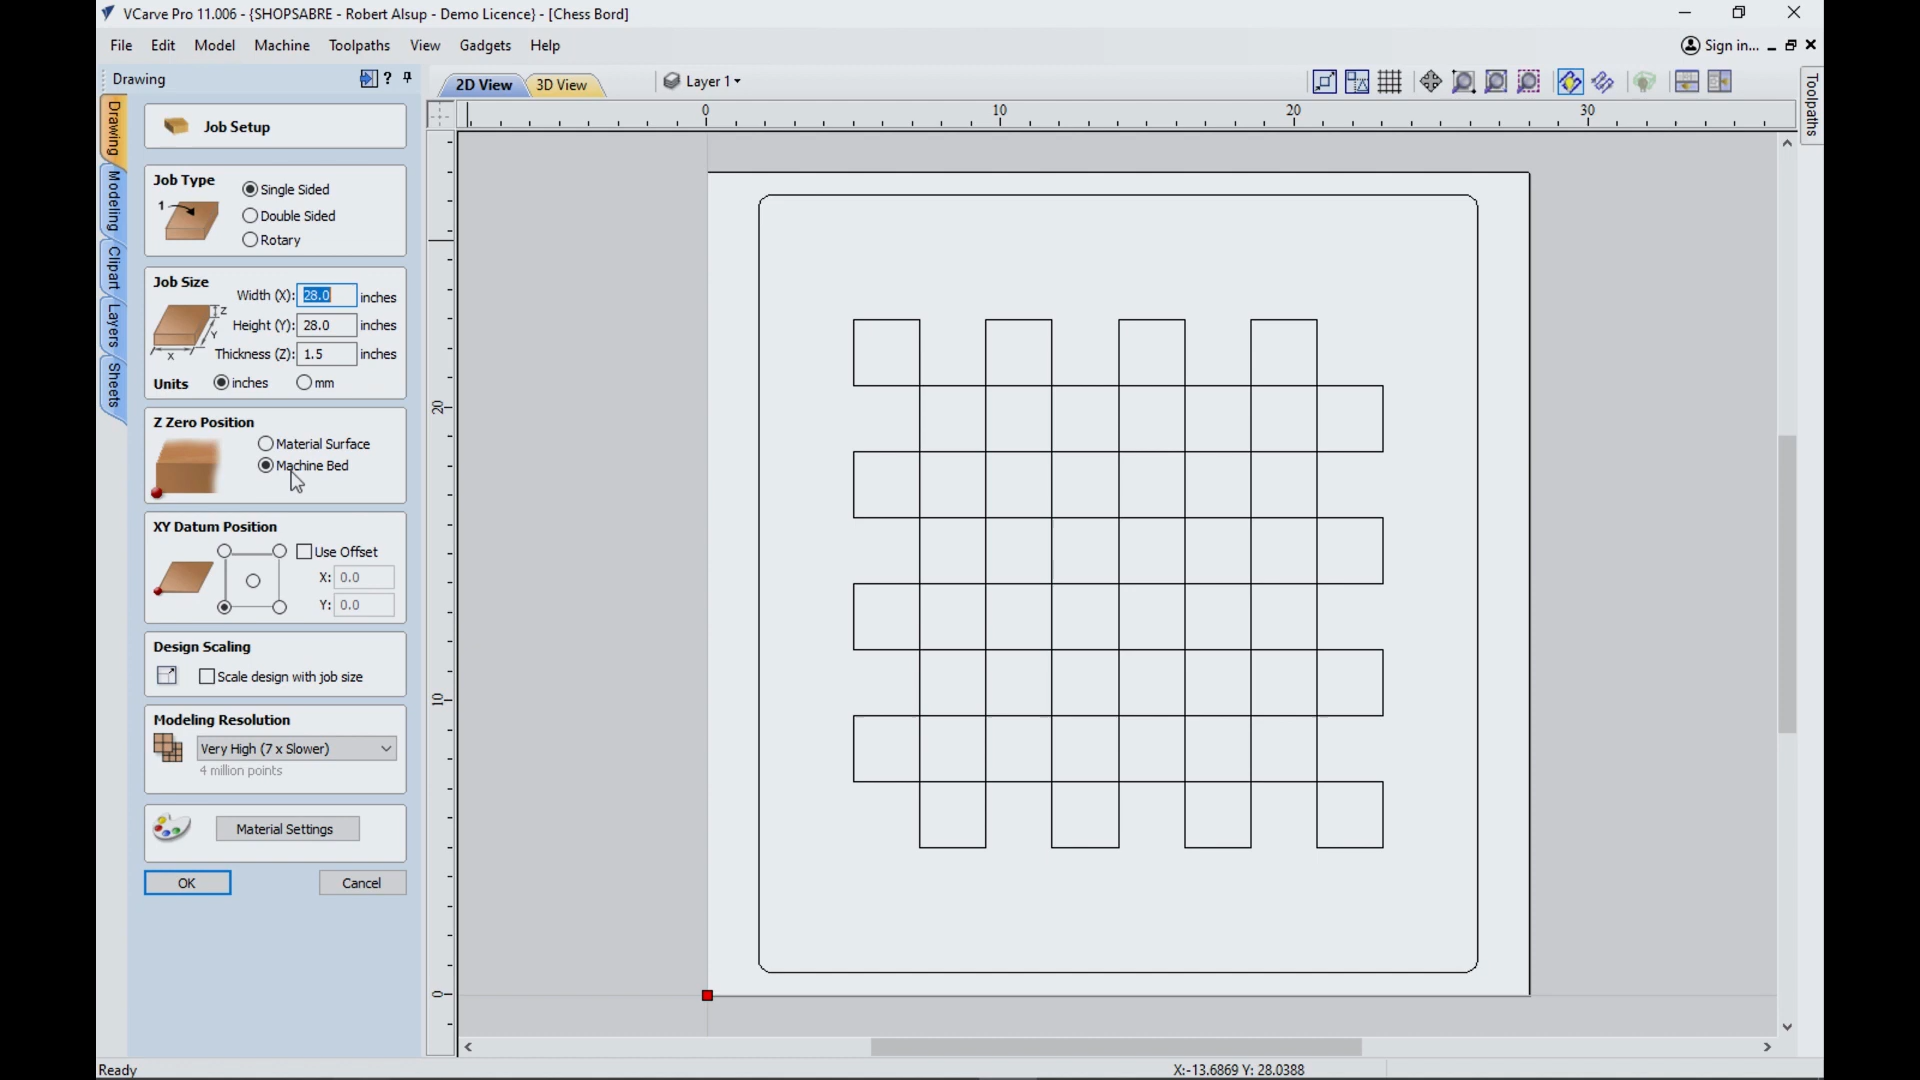 VCarve Pro 11.006 - {SHOPSABRE - Robert Alsup - Demo Licence} - [Chess Bord]
File Edit Model Machine Toolpaths View Gadgets Help
Sign in...
Drawing
?
2D View
3D View
Layer 1
Toolpaths
Drawing
Modeling
Clipart
Layers
Sheets
0 10 20 30
20
10
0
Job Setup
Job Type
1
Single Sided
Double Sided
Rotary
Job Size
Width (X): 28.0 inches
Height (Y): 28.0 inches
Thickness (Z): 1.5 inches
Z
Y
X
Units inches mm
Z Zero Position
Material Surface
Machine Bed
XY Datum Position
Use Offset
X: 0.0
Y: 0.0
Design Scaling
Scale design with job size
Modeling Resolution
Very High (7 x Slower)
4 million points
Material Settings
OK Cancel
Ready
X:-13.6869 Y: 28.0388